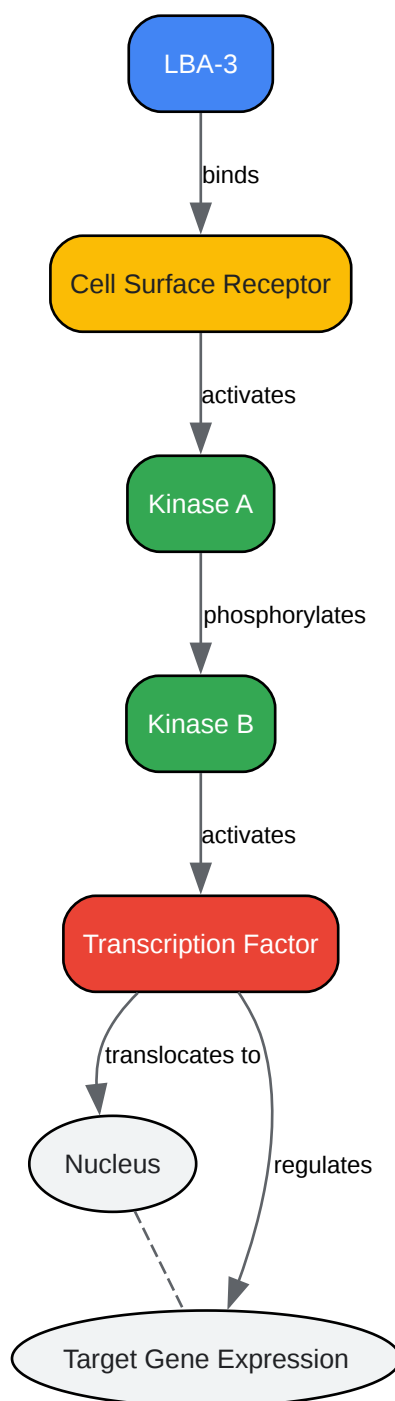 LBA-3
binds
Cell Surface Receptor
activates
Kinase A
phosphorylates
Kinase B
activates
Transcription Factor
translocates to
Nucleus
regulates
Target Gene Expression